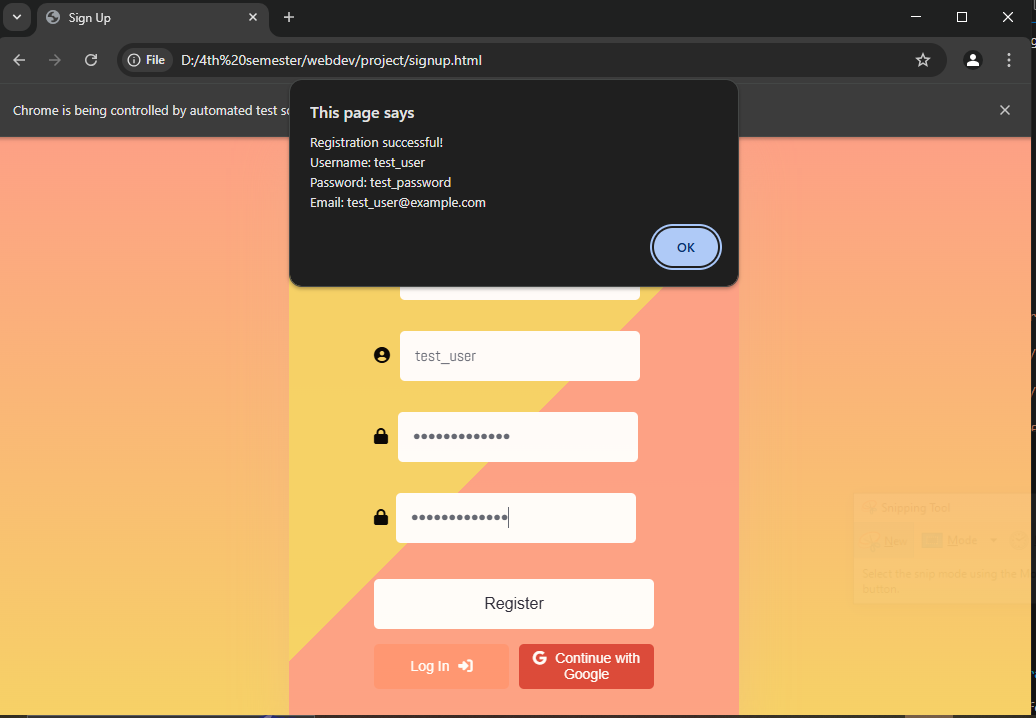 Sign Up
File
D:/4th%20semester/webdev/project/signup.html
Chrome is being controlled by automated test
This page says
Registration successful!
Username: test_user
Password: test_password
Email: test_user@example.com
OK
test_user
•••••••••••••
•••••••••••••
Register
Log In
G Continue with
Google
Snipping Tool
New
Mode
Select the snip mode using the
button